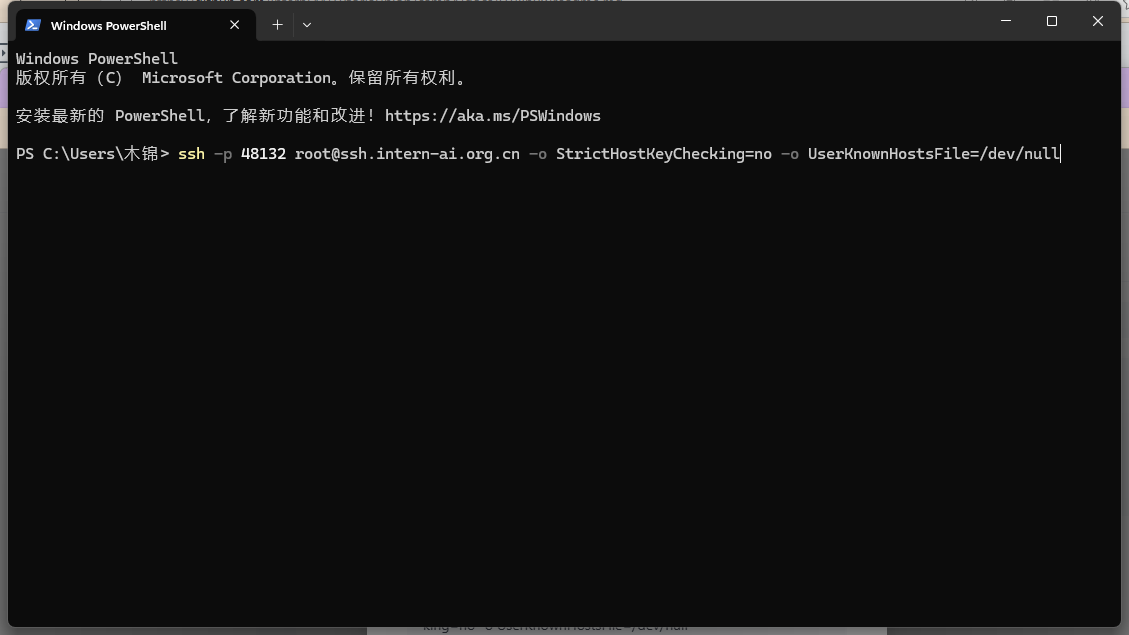 Windows PowerShell
Windows PowerShell
版权所有（C） Microsoft Corporation。保留所有权利。
安装最新的 PowerShell，了解新功能和改进！https://aka.ms/PSWindows
PS C:\Users\木锦> ssh -p 48132 root@ssh.intern-ai.org.cn -o StrictHostKeyChecking=no -o UserKnownHostsFile=/dev/null